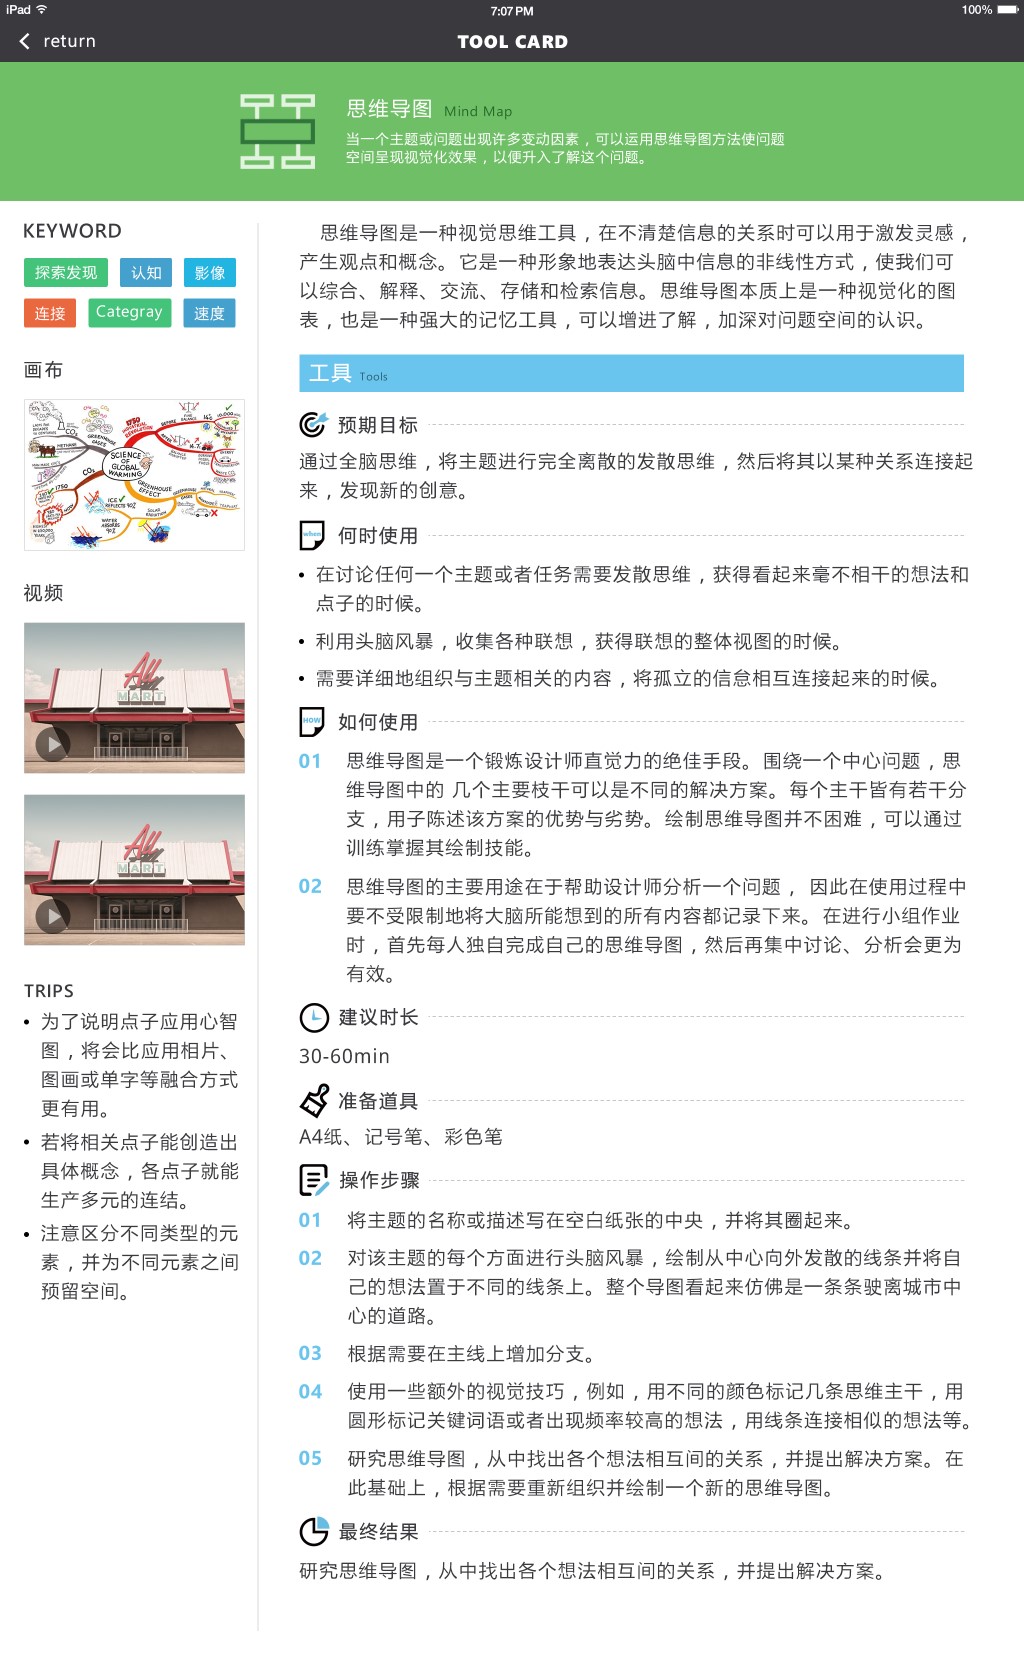 iPad
7:07 PM
100%
return
TOOL CARD
思维导图 Mind Map
当一个主题或问题出现许多变动因素，可以运用思维导图方法使问题
空间呈现视觉化效果，以便升入了解这个问题。
KEYWORD
探索发现 认知 影像
连接 Categray 速度
画布
1750
INDUSTRIAL REVOLUTION
BEFORE
AFTER
GREENHOUSE GASES
METHANE
CO₂
SCIENCE OF GLOBAL WARMING
GREENHOUSE EFFECT
CO₂
1750
ICE REFLECTS 90%
WATER ABSORBS 90%
SOLAR RADIATION
视频
MART
MART
TRIPS
• 为了说明点子应用心智
图，将会比应用相片、
图画或单字等融合方式
更有用。
• 若将相关点子能创造出
具体概念，各点子就能
生产多元的连结。
• 注意区分不同类型的元
素，并为不同元素之间
预留空间。
思维导图是一种视觉思维工具，在不清楚信息的关系时可以用于激发灵感，
产生观点和概念。它是一种形象地表达头脑中信息的非线性方式，使我们可
以综合、解释、交流、存储和检索信息。思维导图本质上是一种视觉化的图
表，也是一种强大的记忆工具，可以增进了解，加深对问题空间的认识。
工具 Tools
预期目标
通过全脑思维，将主题进行完全离散的发散思维，然后将其以某种关系连接起
来，发现新的创意。
when 何时使用
• 在讨论任何一个主题或者任务需要发散思维，获得看起来毫不相干的想法和
点子的时候。
• 利用头脑风暴，收集各种联想，获得联想的整体视图的时候。
• 需要详细地组织与主题相关的内容，将孤立的信息相互连接起来的时候。
HOW 如何使用
01 思维导图是一个锻炼设计师直觉力的绝佳手段。围绕一个中心问题，思
维导图中的 几个主要枝干可以是不同的解决方案。每个主干皆有若干分
支，用子陈述该方案的优势与劣势。绘制思维导图并不困难，可以通过
训练掌握其绘制技能。
02 思维导图的主要用途在于帮助设计师分析一个问题， 因此在使用过程中
要不受限制地将大脑所能想到的所有内容都记录下来。在进行小组作业
时，首先每人独自完成自己的思维导图，然后再集中讨论、分析会更为
有效。
建议时长
30-60min
准备道具
A4纸、记号笔、彩色笔
操作步骤
01 将主题的名称或描述写在空白纸张的中央，并将其圈起来。
02 对该主题的每个方面进行头脑风暴，绘制从中心向外发散的线条并将自
己的想法置于不同的线条上。整个导图看起来仿佛是一条条驶离城市中
心的道路。
03 根据需要在主线上增加分支。
04 使用一些额外的视觉技巧，例如，用不同的颜色标记几条思维主干，用
圆形标记关键词语或者出现频率较高的想法，用线条连接相似的想法等。
05 研究思维导图，从中找出各个想法相互间的关系，并提出解决方案。在
此基础上，根据需要重新组织并绘制一个新的思维导图。
最终结果
研究思维导图，从中找出各个想法相互间的关系，并提出解决方案。